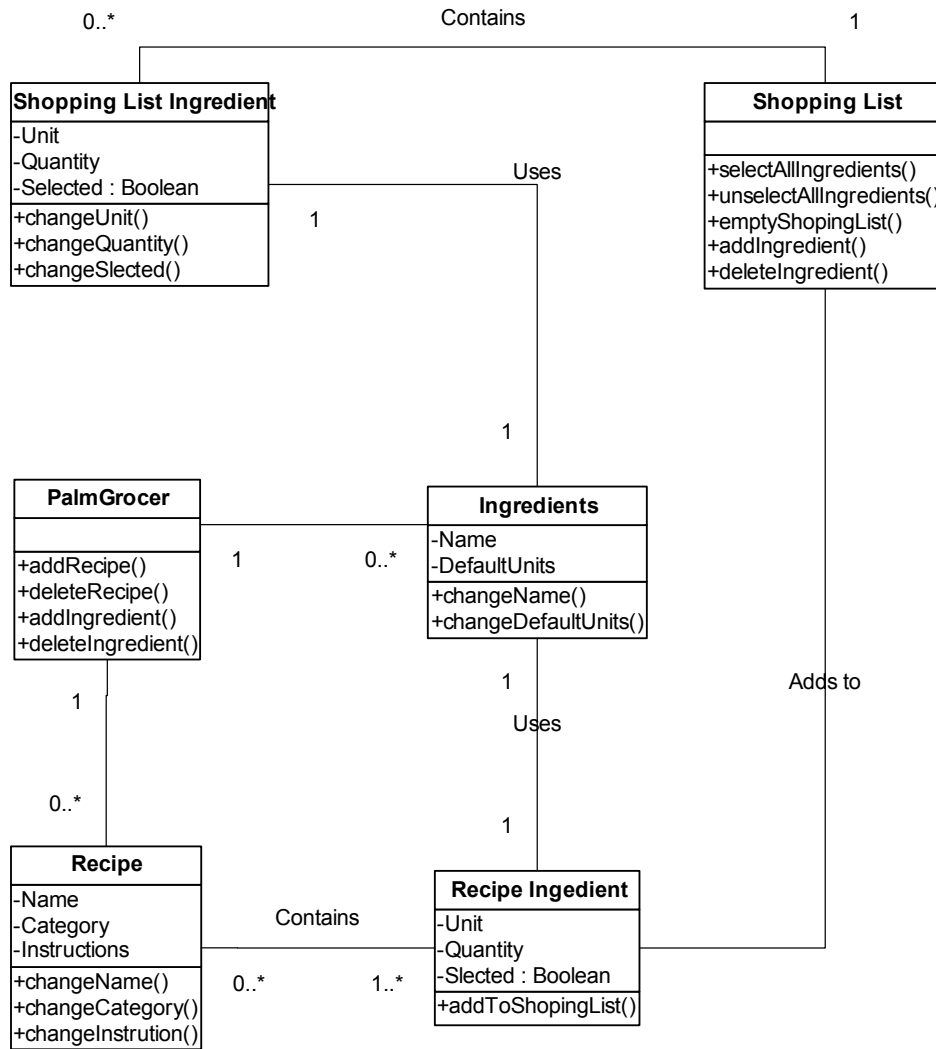 0..*
Contains
1
Shopping List Ingredient
-Unit
-Quantity
-Selected : Boolean
+changeUnit()
+changeQuantity()
+changeSlected()
Shopping List
+selectAllIngredients()
+unselectAllIngredients()
+emptyShopingList()
+addIngredient()
+deleteIngredient()
Uses
1
1
PalmGrocer
+addRecipe()
+deleteRecipe()
+addIngredient()
+deleteIngredient()
1
0..*
Ingredients
-Name
-DefaultUnits
+changeName()
+changeDefaultUnits()
1
1
Uses
Adds to
0..*
1
Recipe
-Name
-Category
-Instructions
+changeName()
+changeCategory()
+changeInstrution()
Contains
0..*
1..*
Recipe Ingedient
-Unit
-Quantity
-Slected : Boolean
+addToShopingList()